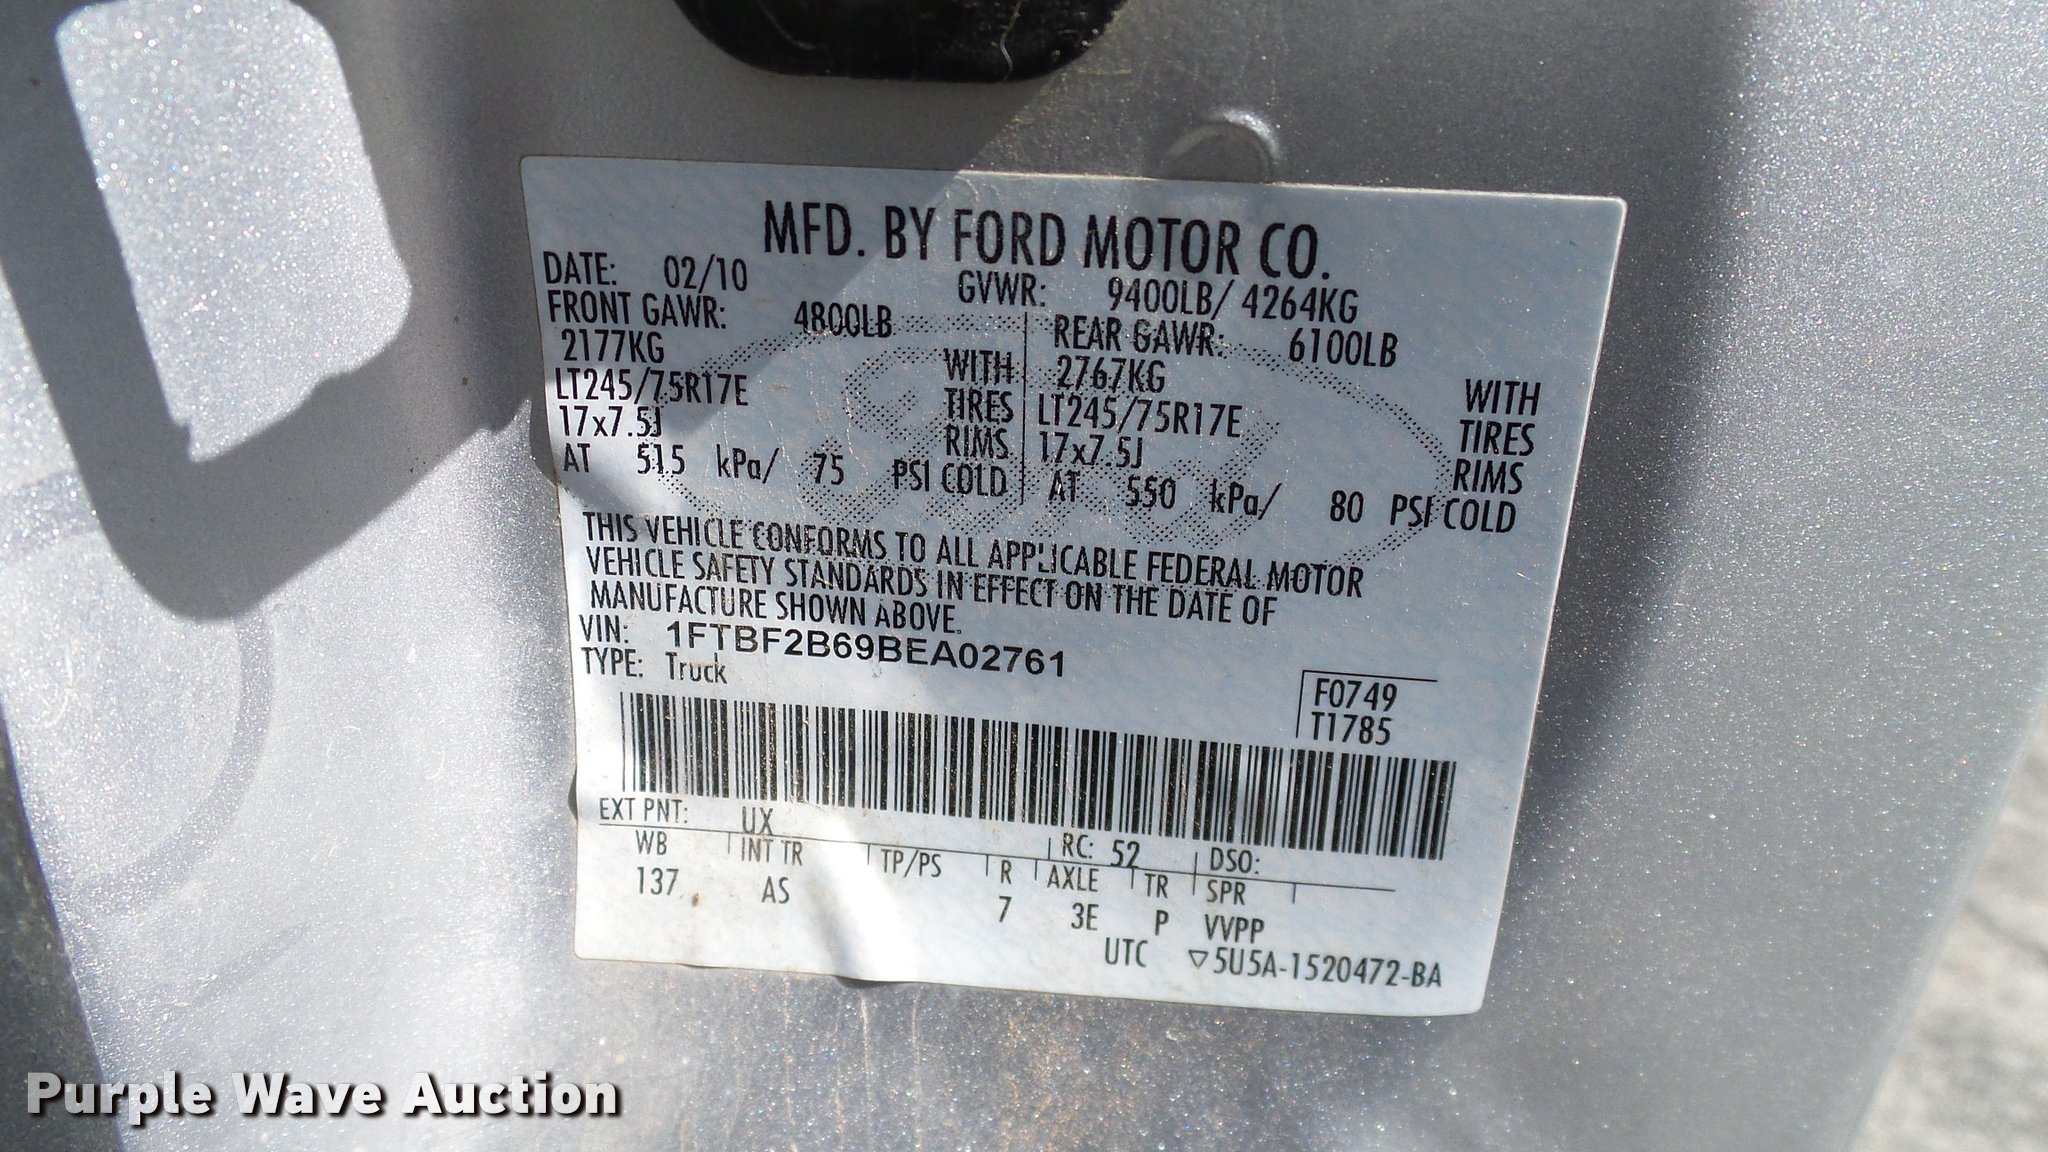 MFD. BY FORD MOTOR CO.
DATE: 02/10 GVWR: 9400LB/ 4264KG
FRONT GAWR: 4800LB REAR GAWR: 6100LB
2177KG WITH 2767KG WITH
LT245/75R17E TIRES LT245/75R17E TIRES
17x7.5J RIMS 17x7.5J RIMS
AT 515 kPa/ 75 PSI COLD AT 550 kPa/ 80 PSI COLD
THIS VEHICLE CONFORMS TO ALL APPLICABLE FEDERAL MOTOR
VEHICLE SAFETY STANDARDS IN EFFECT ON THE DATE OF
MANUFACTURE SHOWN ABOVE.
VIN: 1FTBF2B69BEA02761
TYPE: Truck
F0749
T1785
EXT PNT: UX RC: 52 DSO:
WB INT TR TP/PS R AXLE TR SPR
137 AS 7 3E P VVPP
UTC ▽5U5A-1520472-BA
Purple Wave Auction